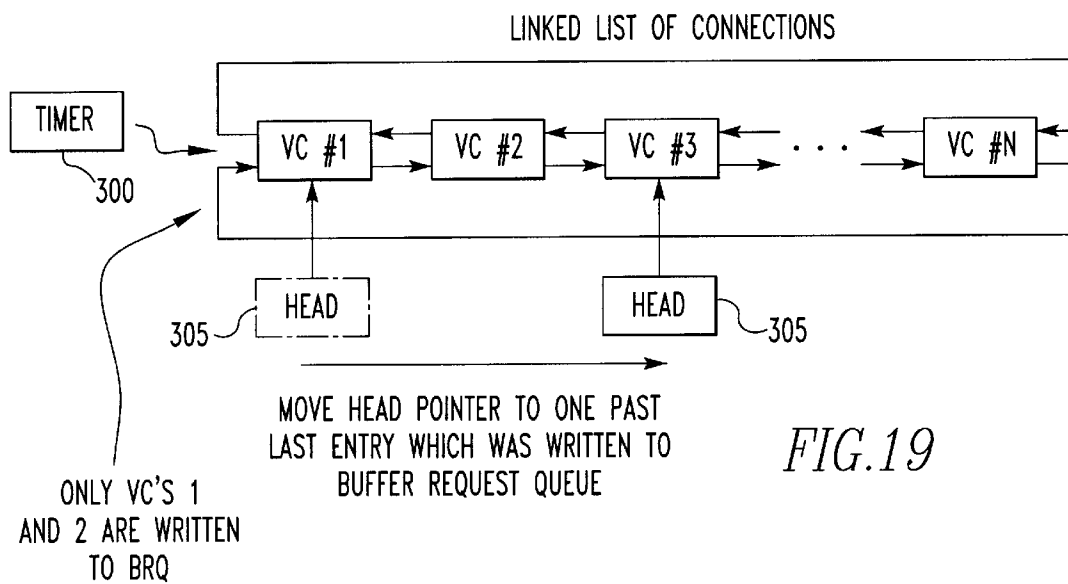 LINKED LIST OF CONNECTIONS
TIMER
300
VC #1
VC #2
VC #3
. . .
VC #N
HEAD
305
HEAD
305
MOVE HEAD POINTER TO ONE PAST
LAST ENTRY WHICH WAS WRITTEN TO
BUFFER REQUEST QUEUE
FIG.19
ONLY VC'S 1
AND 2 ARE WRITTEN
TO BRQ